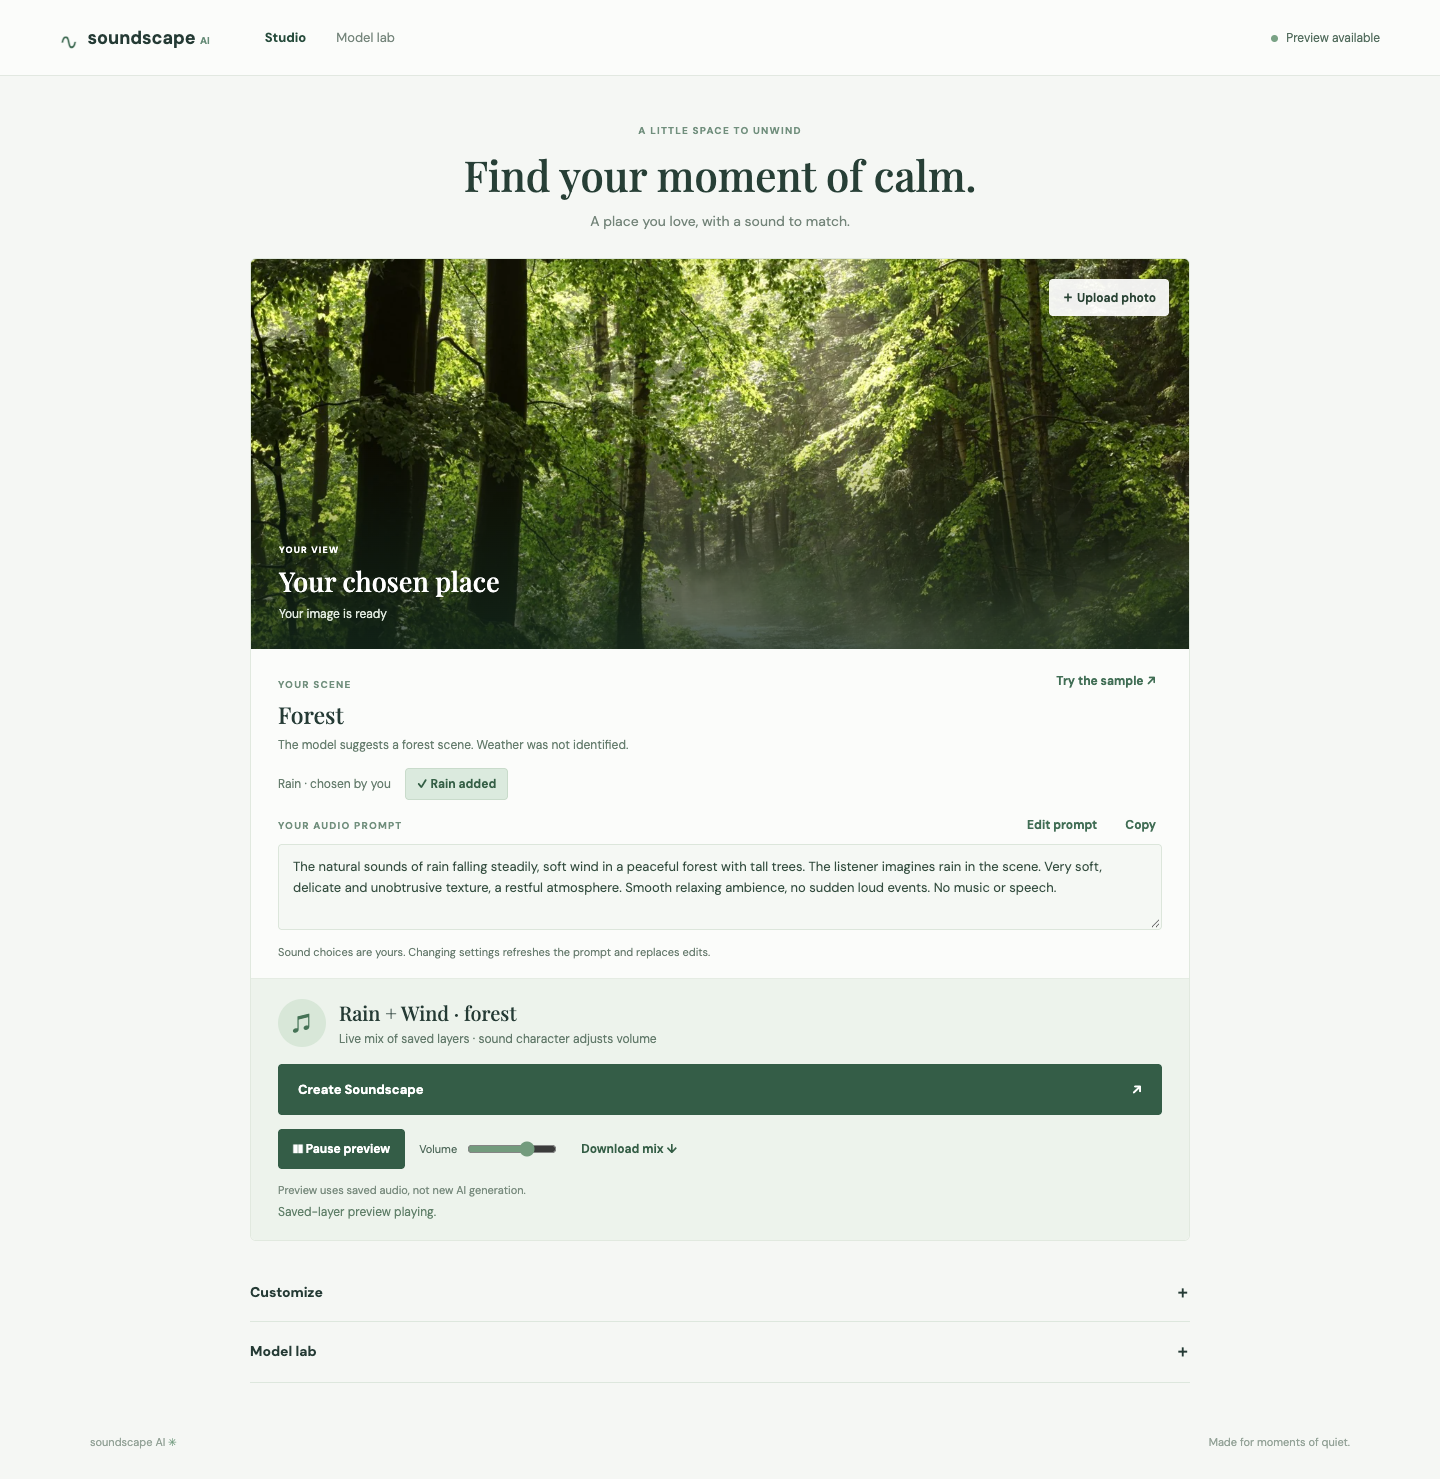 soundscape AI
Studio
Model lab
Preview available
A LITTLE SPACE TO UNWIND
Find your moment of calm.
A place you love, with a sound to match.
+ Upload photo
YOUR VIEW
Your chosen place
Your image is ready
YOUR SCENE
Try the sample ↗
Forest
The model suggests a forest scene. Weather was not identified.
Rain · chosen by you
✓ Rain added
YOUR AUDIO PROMPT
Edit prompt
Copy
The natural sounds of rain falling steadily, soft wind in a peaceful forest with tall trees. The listener imagines rain in the scene. Very soft,
delicate and unobtrusive texture, a restful atmosphere. Smooth relaxing ambience, no sudden loud events. No music or speech.
Sound choices are yours. Changing settings refreshes the prompt and replaces edits.
Rain + Wind · forest
Live mix of saved layers · sound character adjusts volume
Create Soundscape ↗
Pause preview
Volume
Download mix ↓
Preview uses saved audio, not new AI generation.
Saved-layer preview playing.
Customize +
Model lab +
soundscape AI ✳
Made for moments of quiet.